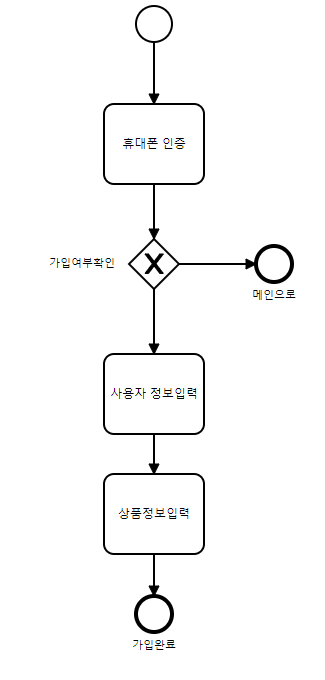 휴대폰 인증
가입여부확인
메인으로
사용자 정보입력
상품정보입력
가입완료